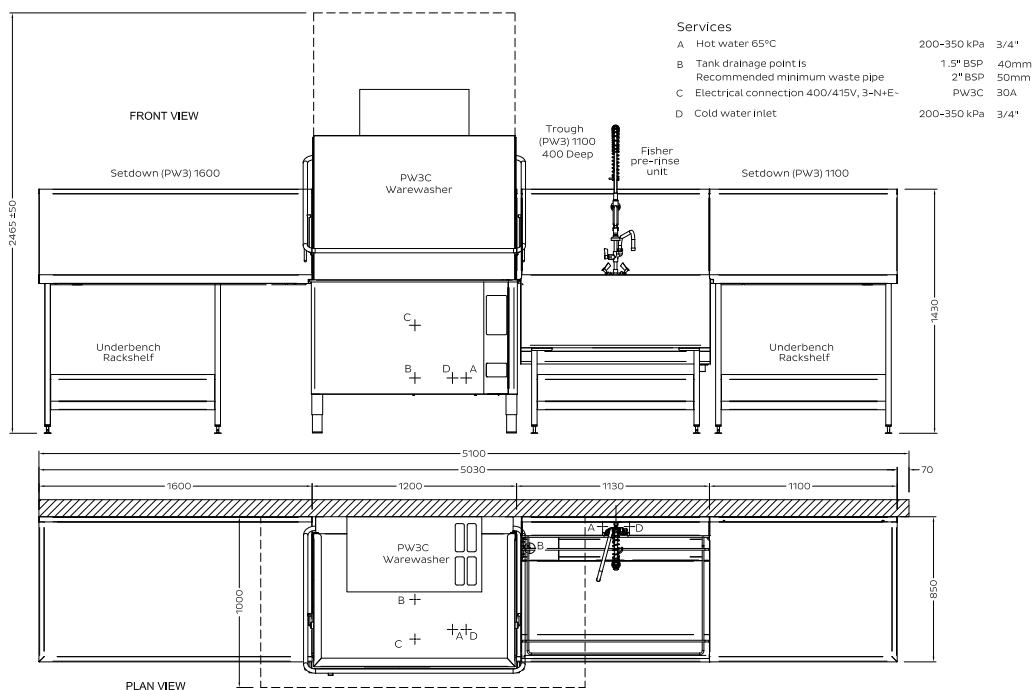 Services
A Hot water 65°C 200-350 kPa 3/4"
B Tank drainage point is 1.5" BSP 40mm
Recommended minimum waste pipe 2" BSP 50mm
C Electrical connection 400/415V, 3~N+E~ PW3C 30A
D Cold water inlet 200-350 kPa 3/4"
FRONT VIEW
Trough
(PW3) 1100
400 Deep
Fisher
pre-rinse
unit
Setdown (PW3) 1600
PW3C
Warewasher
Setdown (PW3) 1100
2465 ±50
1430
C
Underbench
Rackshelf
Underbench
Rackshelf
B D A
5100
5030 70
1600 1200 1130 1100
A D
PW3C
Warewasher
B
1000
850
B
A D
C
PLAN VIEW